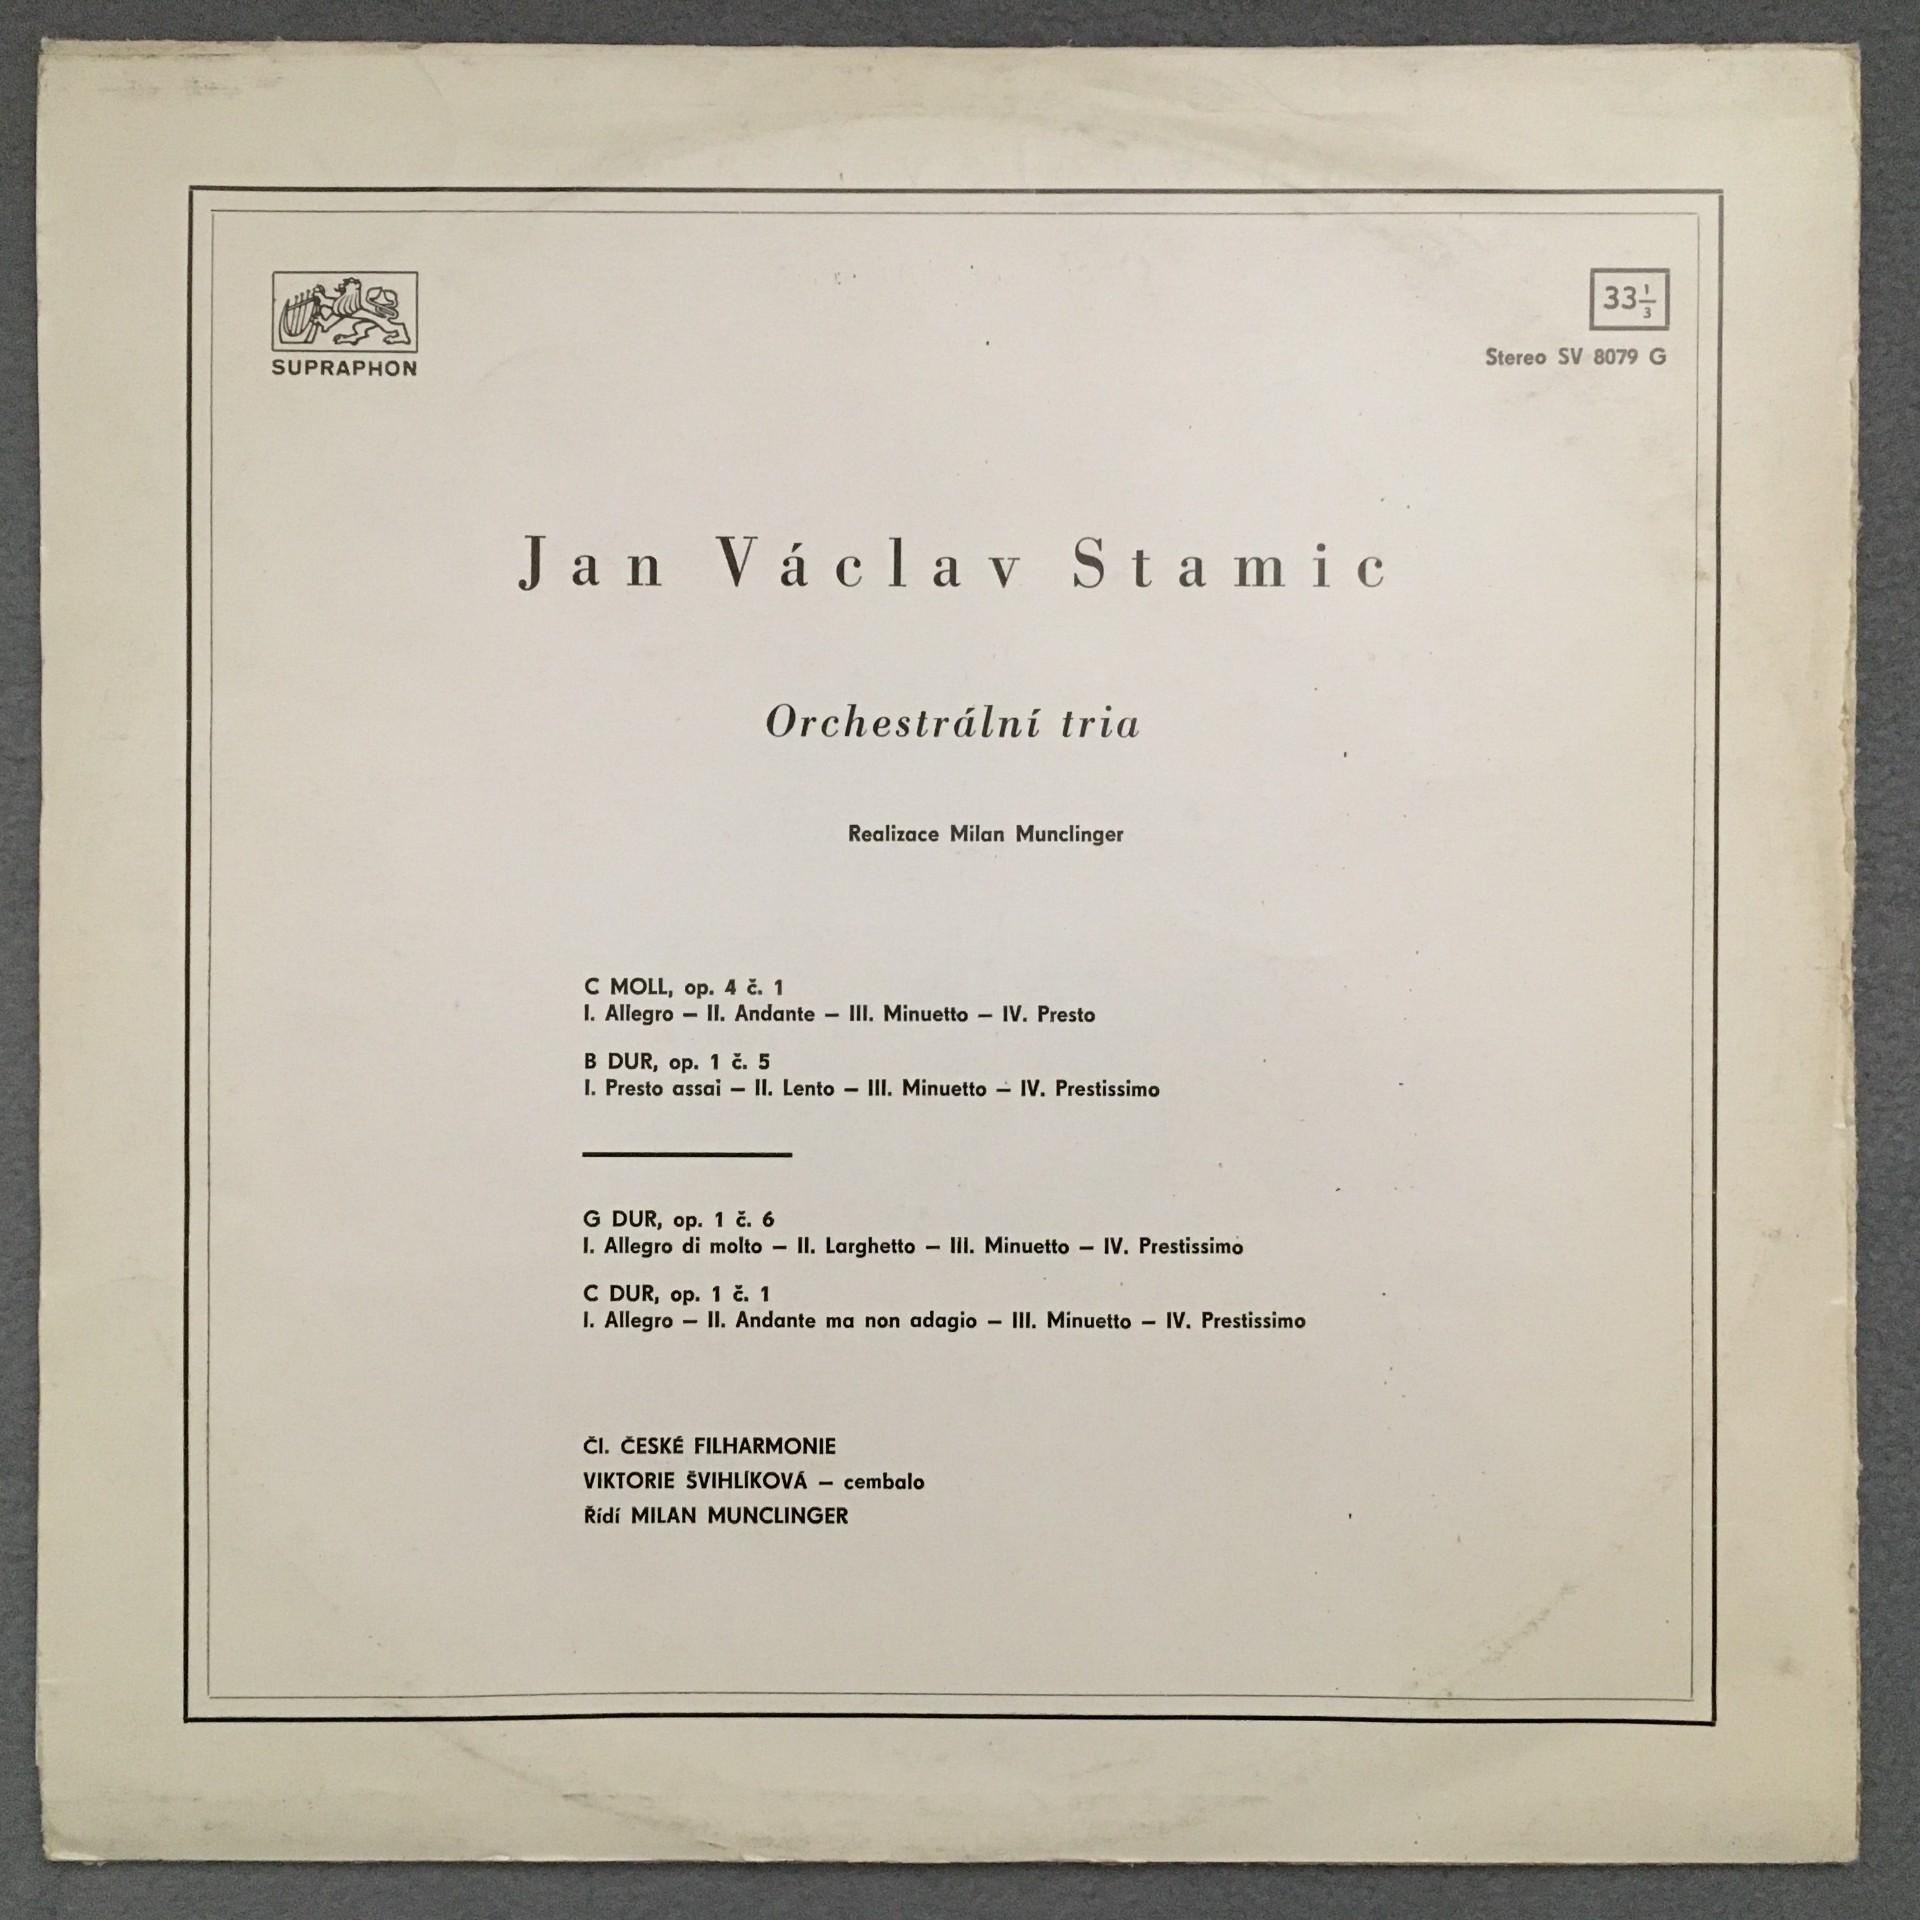 SUPRAPHON
33 1/3
Stereo SV 8079 G
Jan Václav Stamic
Orchestrální tria
Realizace Milan Munclinger
C MOLL, op. 4 č. 1
I. Allegro – II. Andante – III. Minuetto – IV. Presto
B DUR, op. 1 č. 5
I. Presto assai – II. Lento – III. Minuetto – IV. Prestissimo
G DUR, op. 1 č. 6
I. Allegro di molto – II. Larghetto – III. Minuetto – IV. Prestissimo
C DUR, op. 1 č. 1
I. Allegro – II. Andante ma non adagio – III. Minuetto – IV. Prestissimo
Čl. ČESKÉ FILHARMONIE
VIKTORIE ŠVIHLÍKOVÁ – cembalo
Řídí MILAN MUNCLINGER